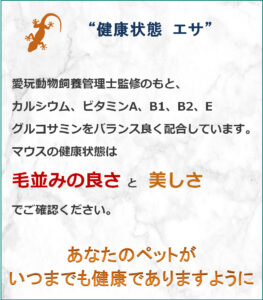 “健康状態 エサ”
愛玩動物飼養管理士監修のもと、
カルシウム、ビタミンA、B1、B2、E
グルコサミンをバランス良く配合しています。
マウスの健康状態は
毛並みの良さ と 美しさ
でご確認ください。
あなたのペットが
いつまでも健康でありますように